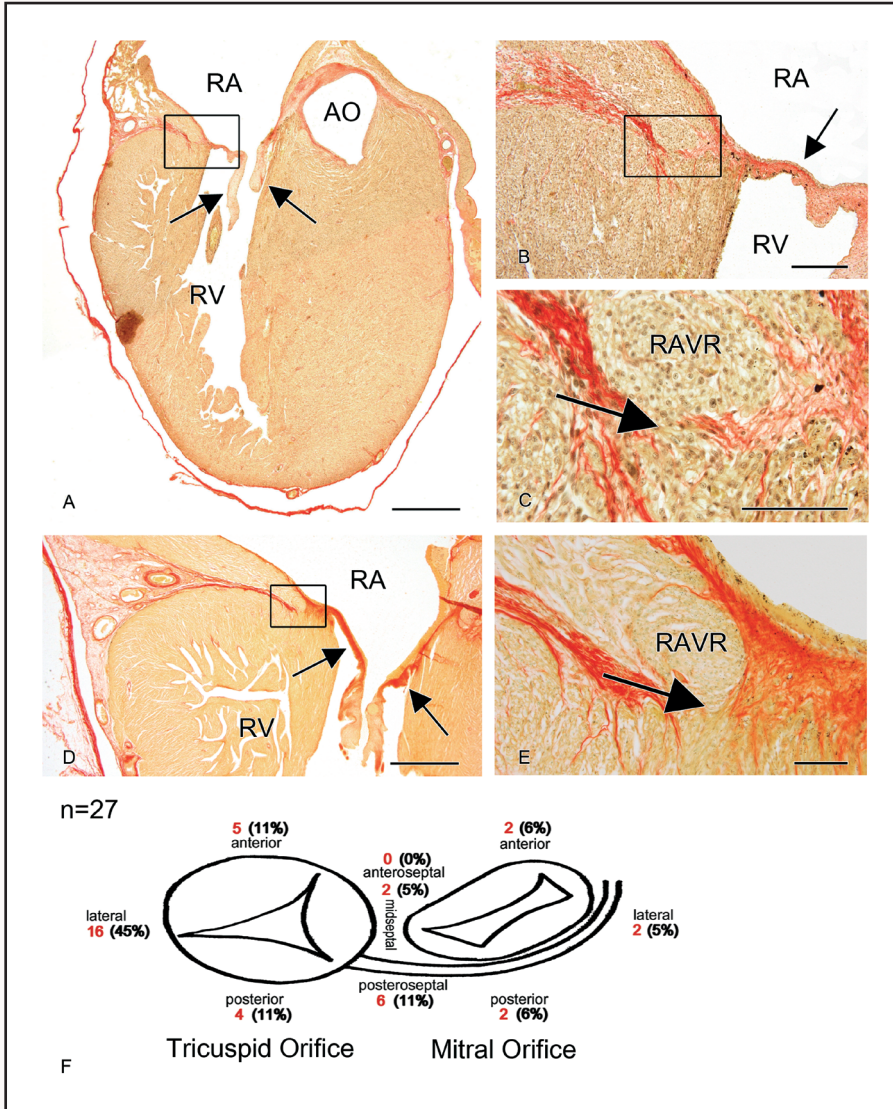 RA
AO
RV
A
RA
RV
B
RAVR
C
RA
RV
D
RAVR
E
n=27
5 (11%)
anterior
2 (6%)
anterior
0 (0%)
anteroseptal
2 (5%)
midseptal
lateral
16 (45%)
lateral
2 (5%)
posterior
4 (11%)
posteroseptal
6 (11%)
posterior
2 (6%)
Tricuspid Orifice
Mitral Orifice
F